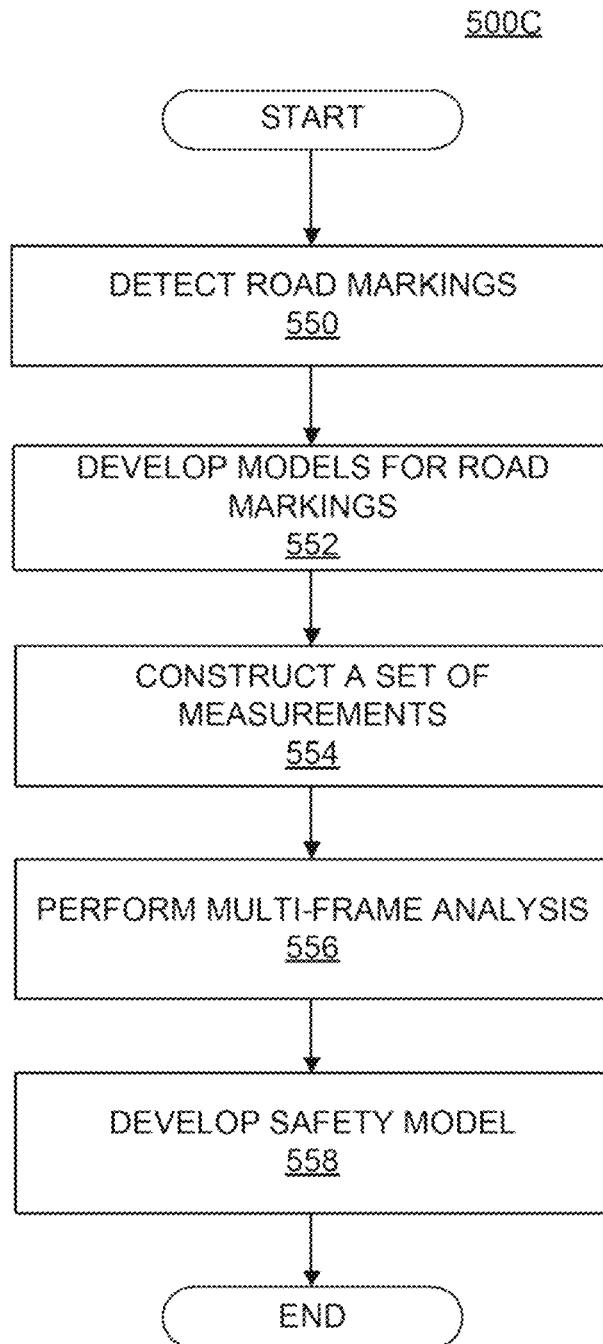 500C
START
DETECT ROAD MARKINGS
550
DEVELOP MODELS FOR ROAD
MARKINGS
552
CONSTRUCT A SET OF
MEASUREMENTS
554
PERFORM MULTI-FRAME ANALYSIS
556
DEVELOP SAFETY MODEL
558
END